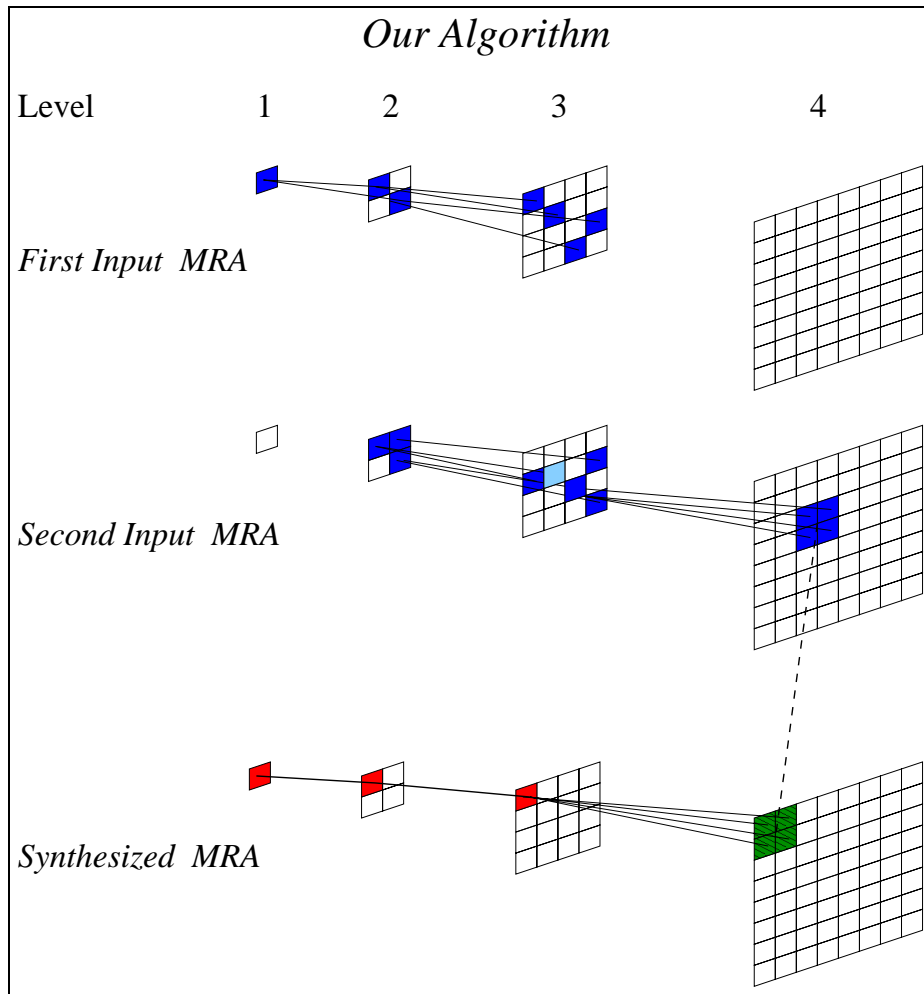 Our Algorithm
Level 1 2 3 4
First Input MRA
Second Input MRA
Synthesized MRA